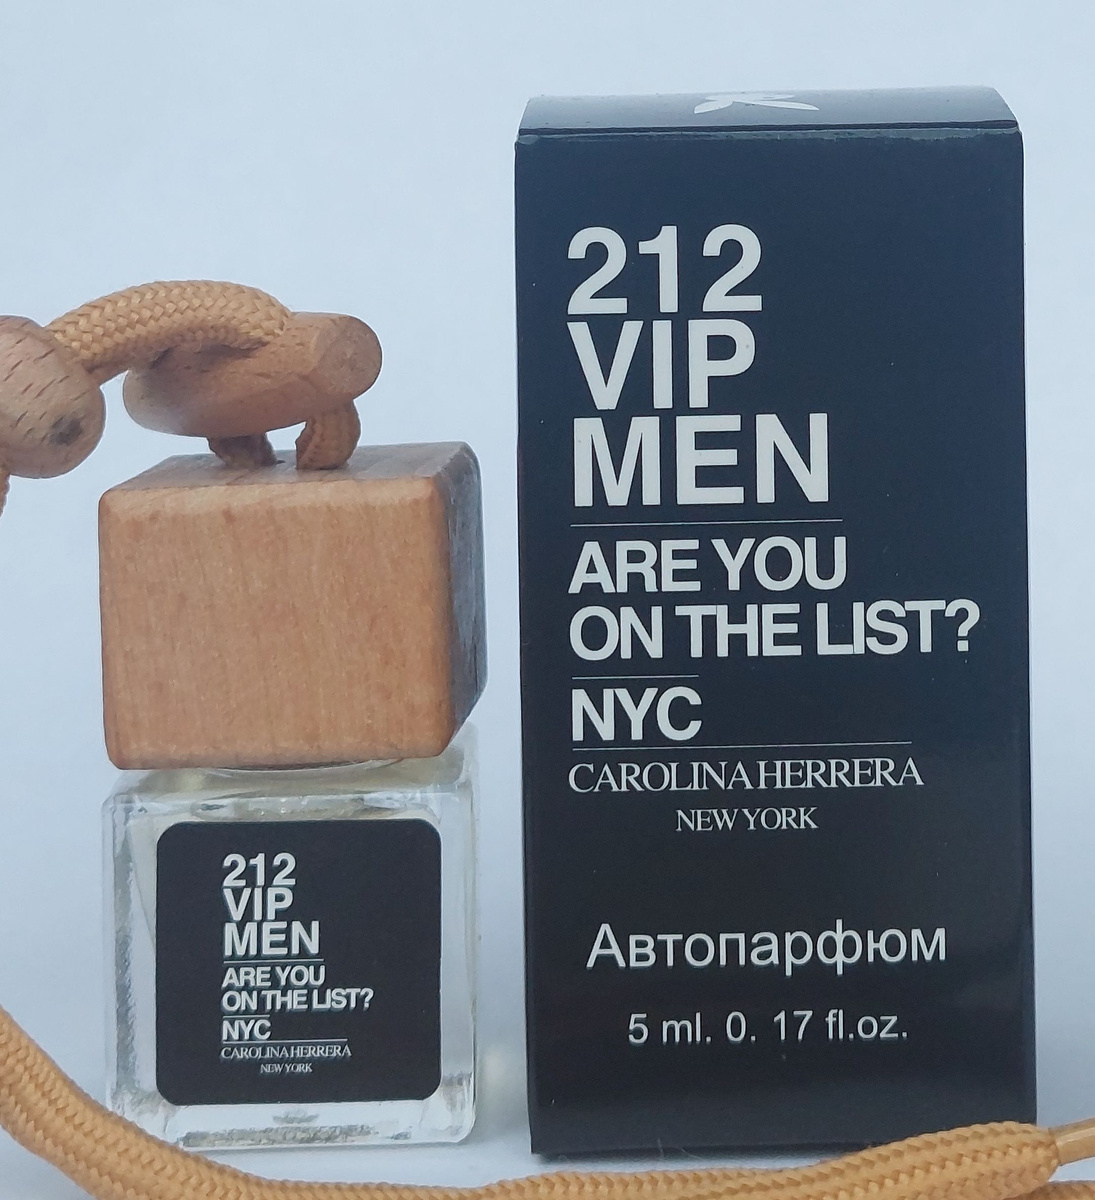 212
VIP
MEN
ARE YOU
ON THE LIST?
NYC
CAROLINA HERRERA
NEW YORK
Автопарфюм
5 ml. 0. 17 fl.oz.
212
VIP
MEN
ARE YOU
ON THE LIST?
NYC
CAROLINA HERRERA
NEW YORK